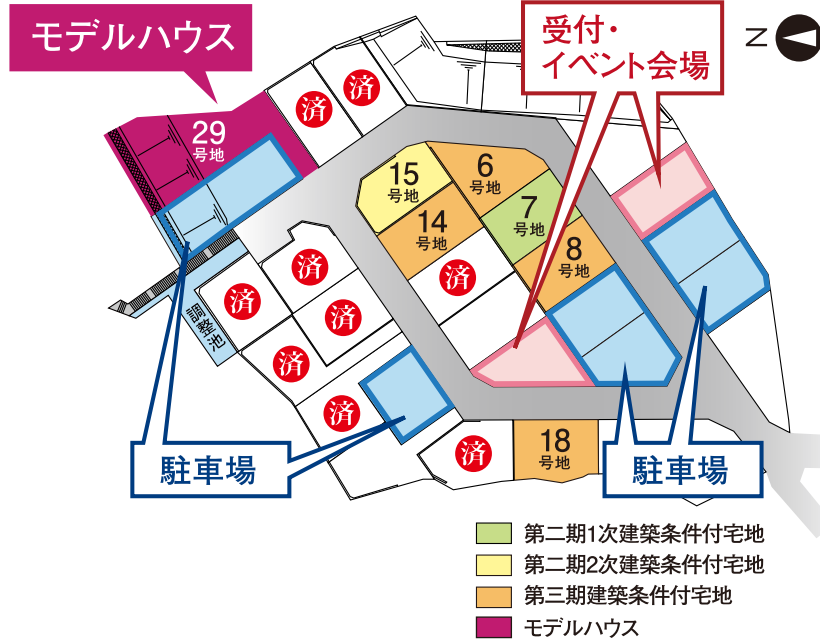 モデルハウス
受付・
イベント会場
N
済
済
29
号地
15
号地
6
号地
7
号地
14
号地
8
号地
済
済
済
済
調整池
済
済
済
18
号地
駐車場
駐車場
第二期1次建築条件付宅地
第二期2次建築条件付宅地
第三期建築条件付宅地
モデルハウス